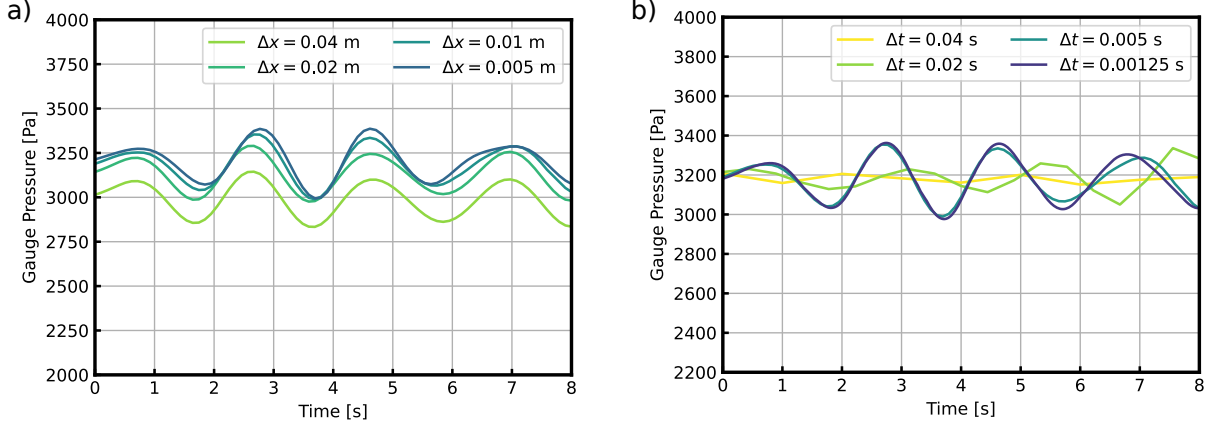 a)
4000
3750
3500
3250
3000
2750
2500
2250
2000
Gauge Pressure [Pa]
Δx = 0.04 m
Δx = 0.02 m
Δx = 0.01 m
Δx = 0.005 m
0 1 2 3 4 5 6 7 8
Time [s]
b)
4000
3800
3600
3400
3200
3000
2800
2600
2400
2200
Gauge Pressure [Pa]
Δt = 0.04 s
Δt = 0.02 s
Δt = 0.005 s
Δt = 0.00125 s
0 1 2 3 4 5 6 7 8
Time [s]